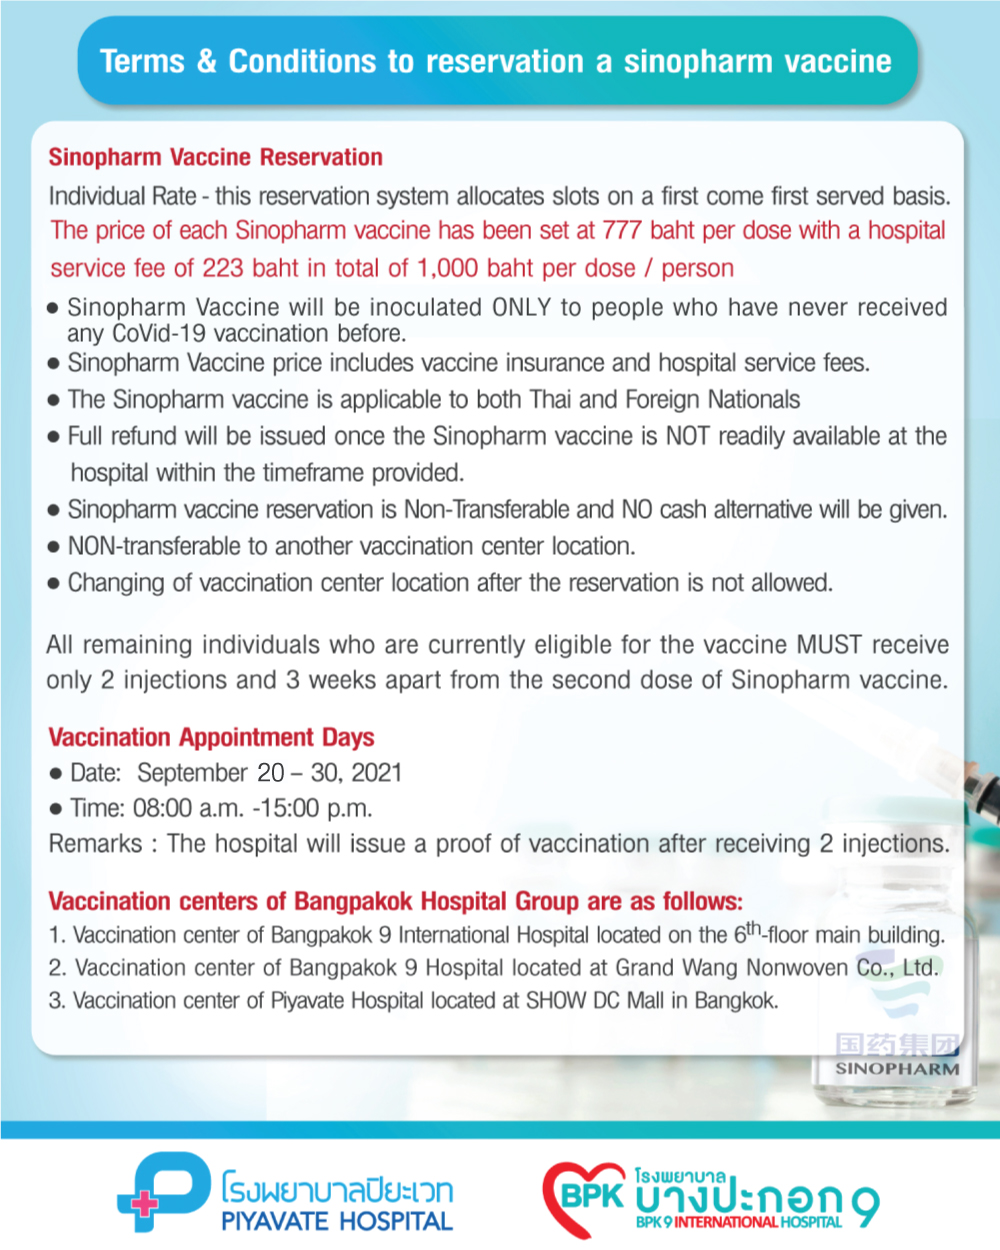 Terms & Conditions to reservation a sinopharm vaccine
Sinopharm Vaccine Reservation
Individual Rate - this reservation system allocates slots on a first come first served basis.
The price of each Sinopharm vaccine has been set at 777 baht per dose with a hospital
service fee of 223 baht in total of 1,000 baht per dose / person
● Sinopharm Vaccine will be inoculated ONLY to people who have never received
any CoVid-19 vaccination before.
● Sinopharm Vaccine price includes vaccine insurance and hospital service fees.
● The Sinopharm vaccine is applicable to both Thai and Foreign Nationals
● Full refund will be issued once the Sinopharm vaccine is NOT readily available at the
hospital within the timeframe provided.
● Sinopharm vaccine reservation is Non-Transferable and NO cash alternative will be given.
● NON-transferable to another vaccination center location.
● Changing of vaccination center location after the reservation is not allowed.
All remaining individuals who are currently eligible for the vaccine MUST receive
only 2 injections and 3 weeks apart from the second dose of Sinopharm vaccine.
Vaccination Appointment Days
● Date: September 20 – 30, 2021
● Time: 08:00 a.m. -15:00 p.m.
Remarks : The hospital will issue a proof of vaccination after receiving 2 injections.
Vaccination centers of Bangpakok Hospital Group are as follows:
1. Vaccination center of Bangpakok 9 International Hospital located on the 6th-floor main building.
2. Vaccination center of Bangpakok 9 Hospital located at Grand Wang Nonwoven Co., Ltd.
3. Vaccination center of Piyavate Hospital located at SHOW DC Mall in Bangkok.
国药集团
SINOPHARM
โรงพยาบาลปิยะเวท
PIYAVATE HOSPITAL
BPK
โรงพยาบาล
บางปะกอก 9
BPK 9 INTERNATIONAL HOSPITAL